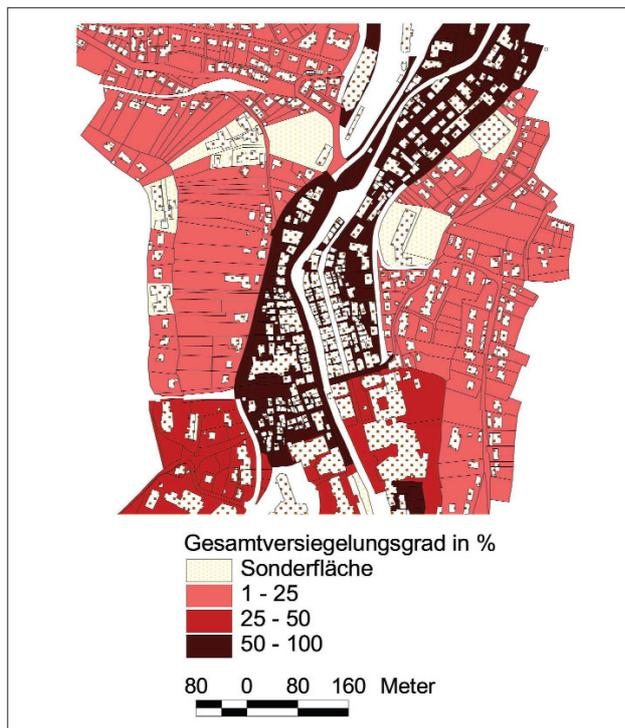 Gesamtversiegelungsgrad in %
Sonderfläche
1 - 25
25 - 50
50 - 100
80 0 80 160 Meter